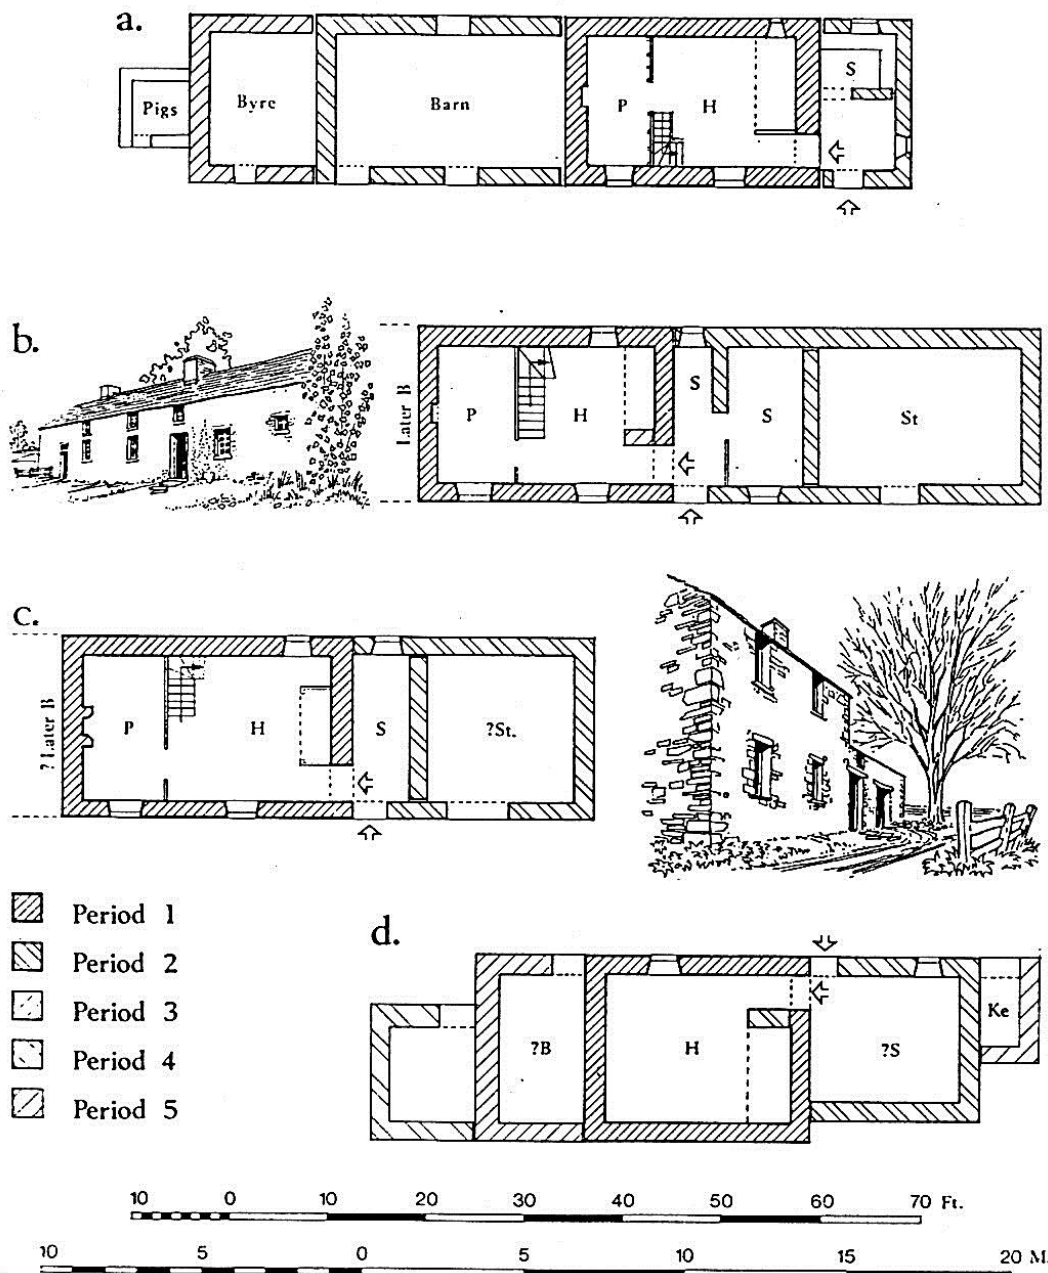 a.
Pigs
Byre
Barn
P
H
S
b.
Later B
P
H
S
S
St
c.
? Later B
P
H
S
?St.
Period 1
Period 2
Period 3
Period 4
Period 5
d.
?B
H
?S
Ke
10 0 10 20 30 40 50 60 70 Ft.
10 5 0 5 10 15 20 M.